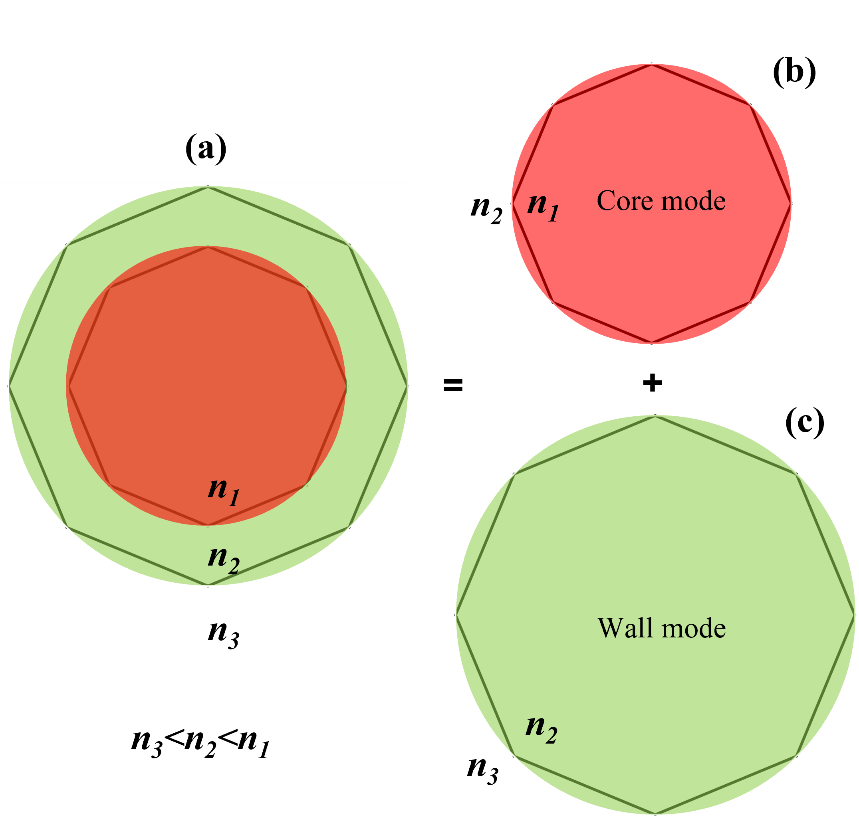 (a)
n1
n2
n3
n3<n2<n1
=
(b)
n2 n1 Core mode
+
(c)
Wall mode
n2
n3